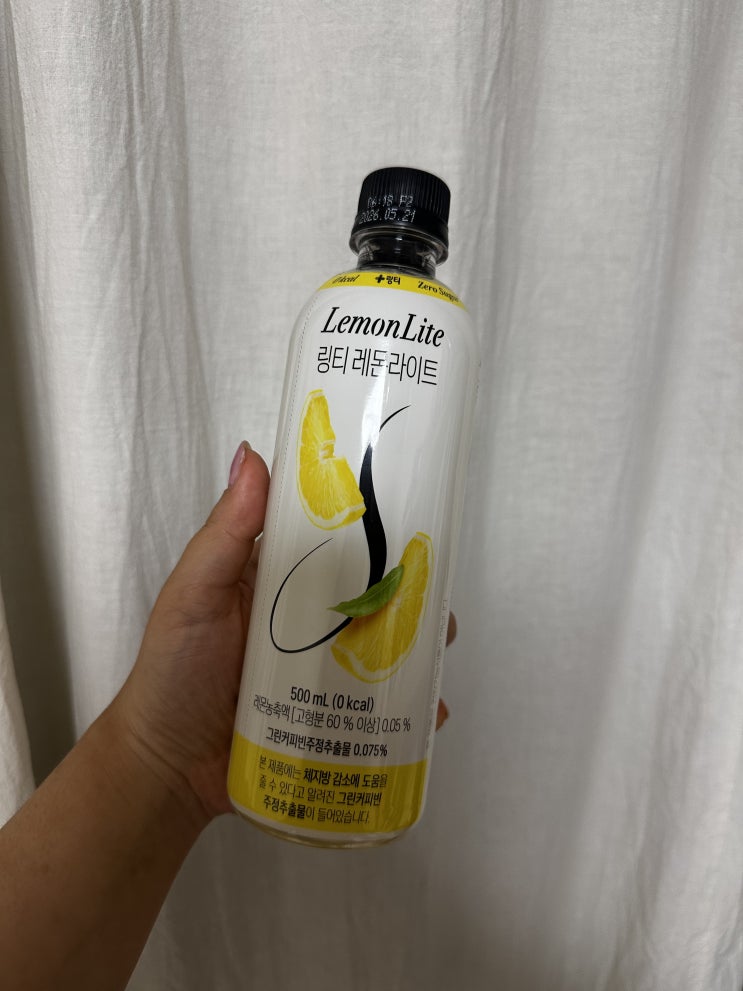 2026.05.21
0 kcal +링티 Zero Sugar
LemonLite
링티 레몬라이트
500 mL (0 kcal)
레몬농축액 [고형분 60 % 이상] 0.05 %
그린커피빈주정추출물 0.075%
본 제품에는 체지방 감소에 도움을
줄 수 있다고 알려진 그린커피빈
주정추출물이 들어있습니다.